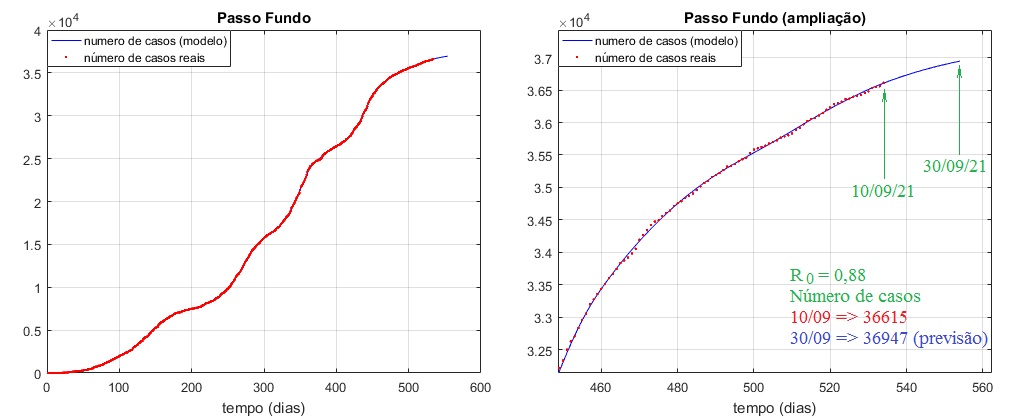 Passo Fundo
×10⁴
numero de casos (modelo)
número de casos reais
4
3.5
3
2.5
2
1.5
1
0.5
0
0 100 200 300 400 500 600
tempo (dias)
Passo Fundo (ampliação)
×10⁴
numero de casos (modelo)
número de casos reais
3.7
3.65
3.6
3.55
3.5
3.45
3.4
3.35
3.3
3.25
30/09/21
10/09/21
R 0 = 0,88
Número de casos
10/09 => 36615
30/09 => 36947 (previsão)
460 480 500 520 540 560
tempo (dias)